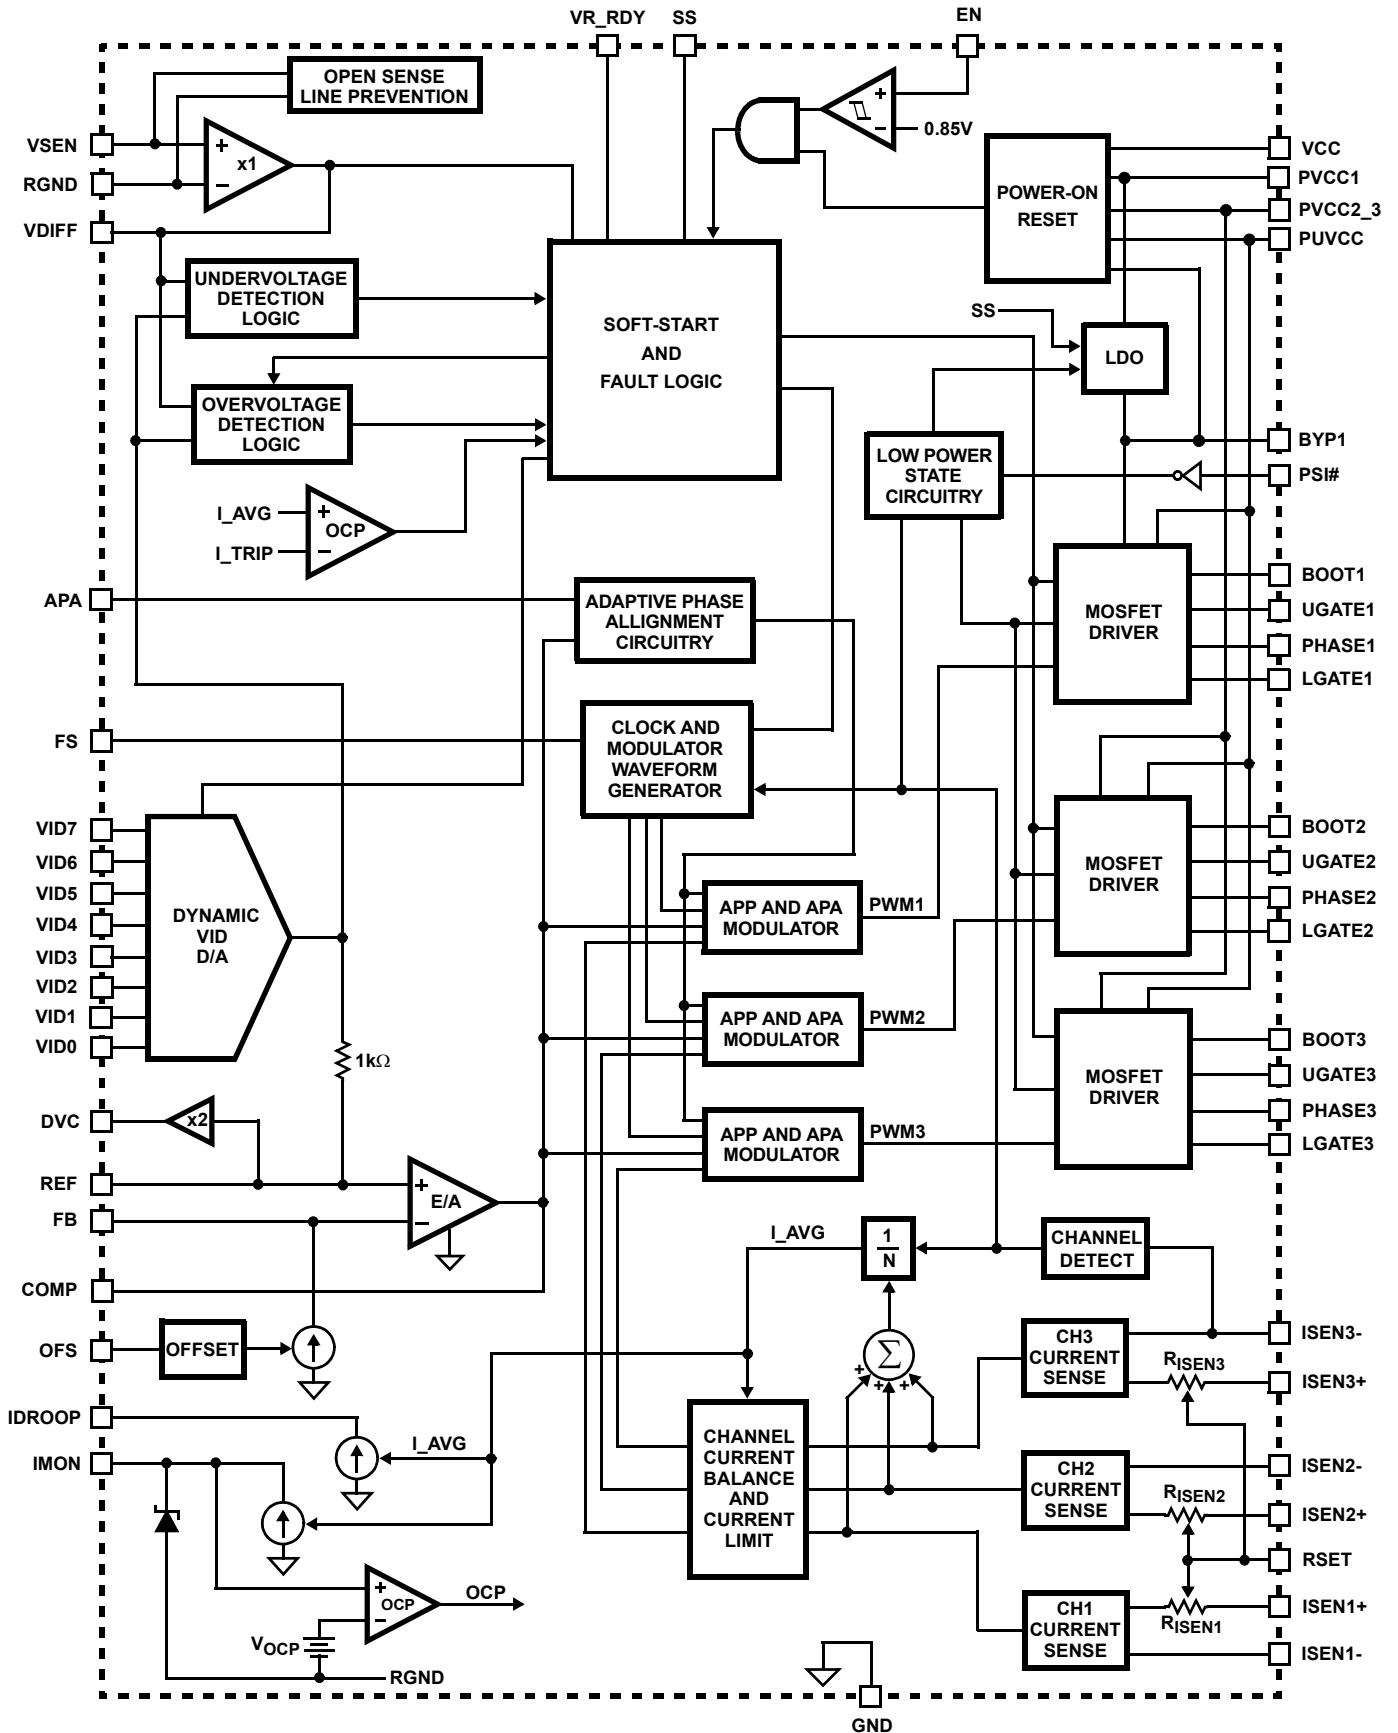 VR_RDY
SS
EN
OPEN SENSE
LINE PREVENTION
VSEN
+
x1
−
RGND
VDIFF
+
−
0.85V
POWER-ON
RESET
VCC
PVCC1
PVCC2_3
PUVCC
UNDERVOLTAGE
DETECTION
LOGIC
SOFT-START
AND
FAULT LOGIC
SS
LDO
OVERVOLTAGE
DETECTION
LOGIC
LOW POWER
STATE
CIRCUITRY
BYP1
PSI#
I_AVG
+
OCP
I_TRIP
−
APA
ADAPTIVE PHASE
ALLIGNMENT
CIRCUITRY
MOSFET
DRIVER
BOOT1
UGATE1
PHASE1
LGATE1
FS
CLOCK AND
MODULATOR
WAVEFORM
GENERATOR
VID7
VID6
VID5
VID4
VID3
VID2
VID1
VID0
DYNAMIC
VID
D/A
APP AND APA
MODULATOR
PWM1
MOSFET
DRIVER
BOOT2
UGATE2
PHASE2
LGATE2
APP AND APA
MODULATOR
PWM2
1kΩ
MOSFET
DRIVER
BOOT3
UGATE3
PHASE3
LGATE3
DVC
x2
APP AND APA
MODULATOR
PWM3
REF
+
E/A
−
FB
COMP
I_AVG
1
N
CHANNEL
DETECT
OFS
OFFSET
Σ
+
+
+
CH3
CURRENT
SENSE
ISEN3-
RISEN3
ISEN3+
IDROOP
I_AVG
IMON
CHANNEL
CURRENT
BALANCE
AND
CURRENT
LIMIT
CH2
CURRENT
SENSE
ISEN2-
RISEN2
ISEN2+
RSET
+
OCP
−
OCP
VOCP
RGND
CH1
CURRENT
SENSE
ISEN1+
RISEN1
ISEN1-
GND